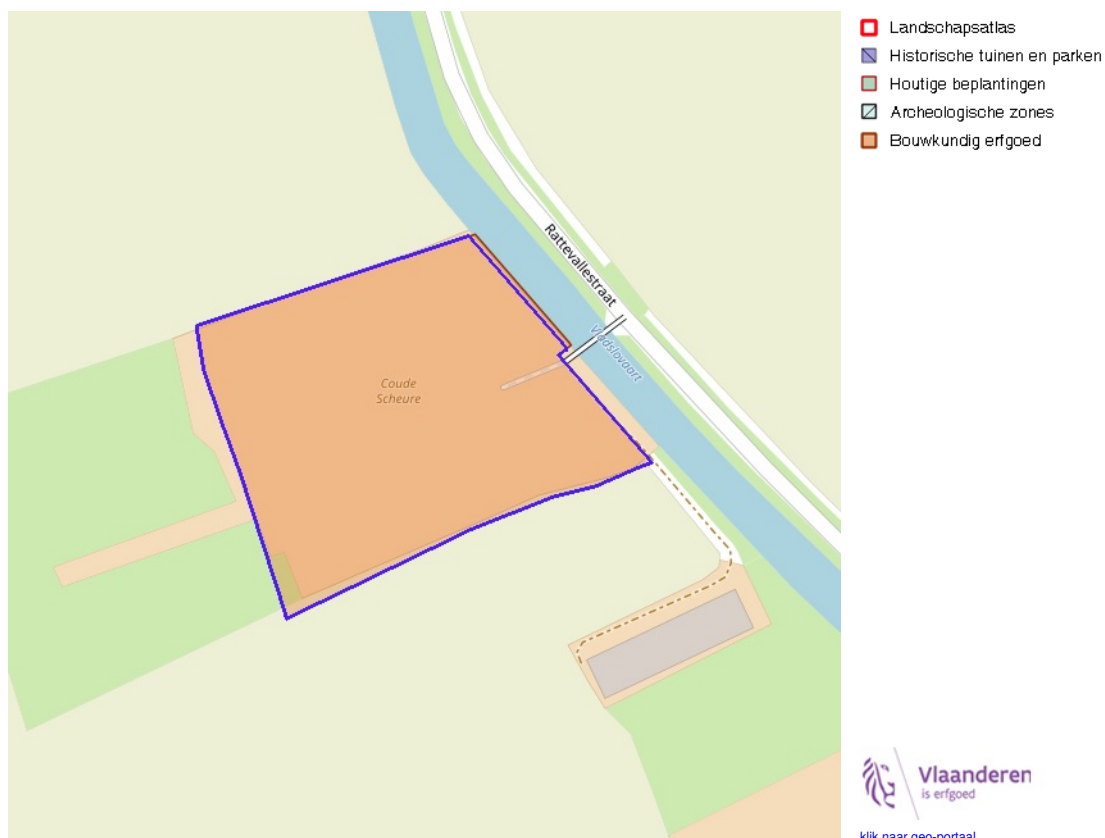 Landschapsatlas
Historische tuinen en parken
Houtige beplantingen
Archeologische zones
Bouwkundig erfgoed
Rattevallestraat
Vladslovaart
Coude
Scheure
Vlaanderen
is erfgoed
klik naar geo-portaal